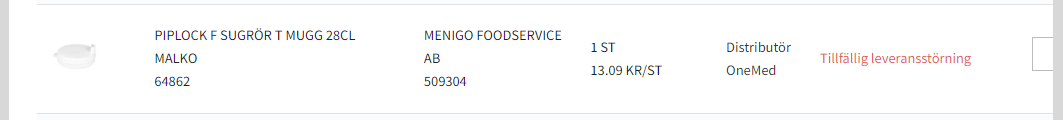 PIPLOCK F SUGRÖR T MUGG 28CL
MALKO
64862
MENIGO FOODSERVICE
AB
509304
1 ST
13.09 KR/ST
Distributör
OneMed
Tillfällig leveransstörning